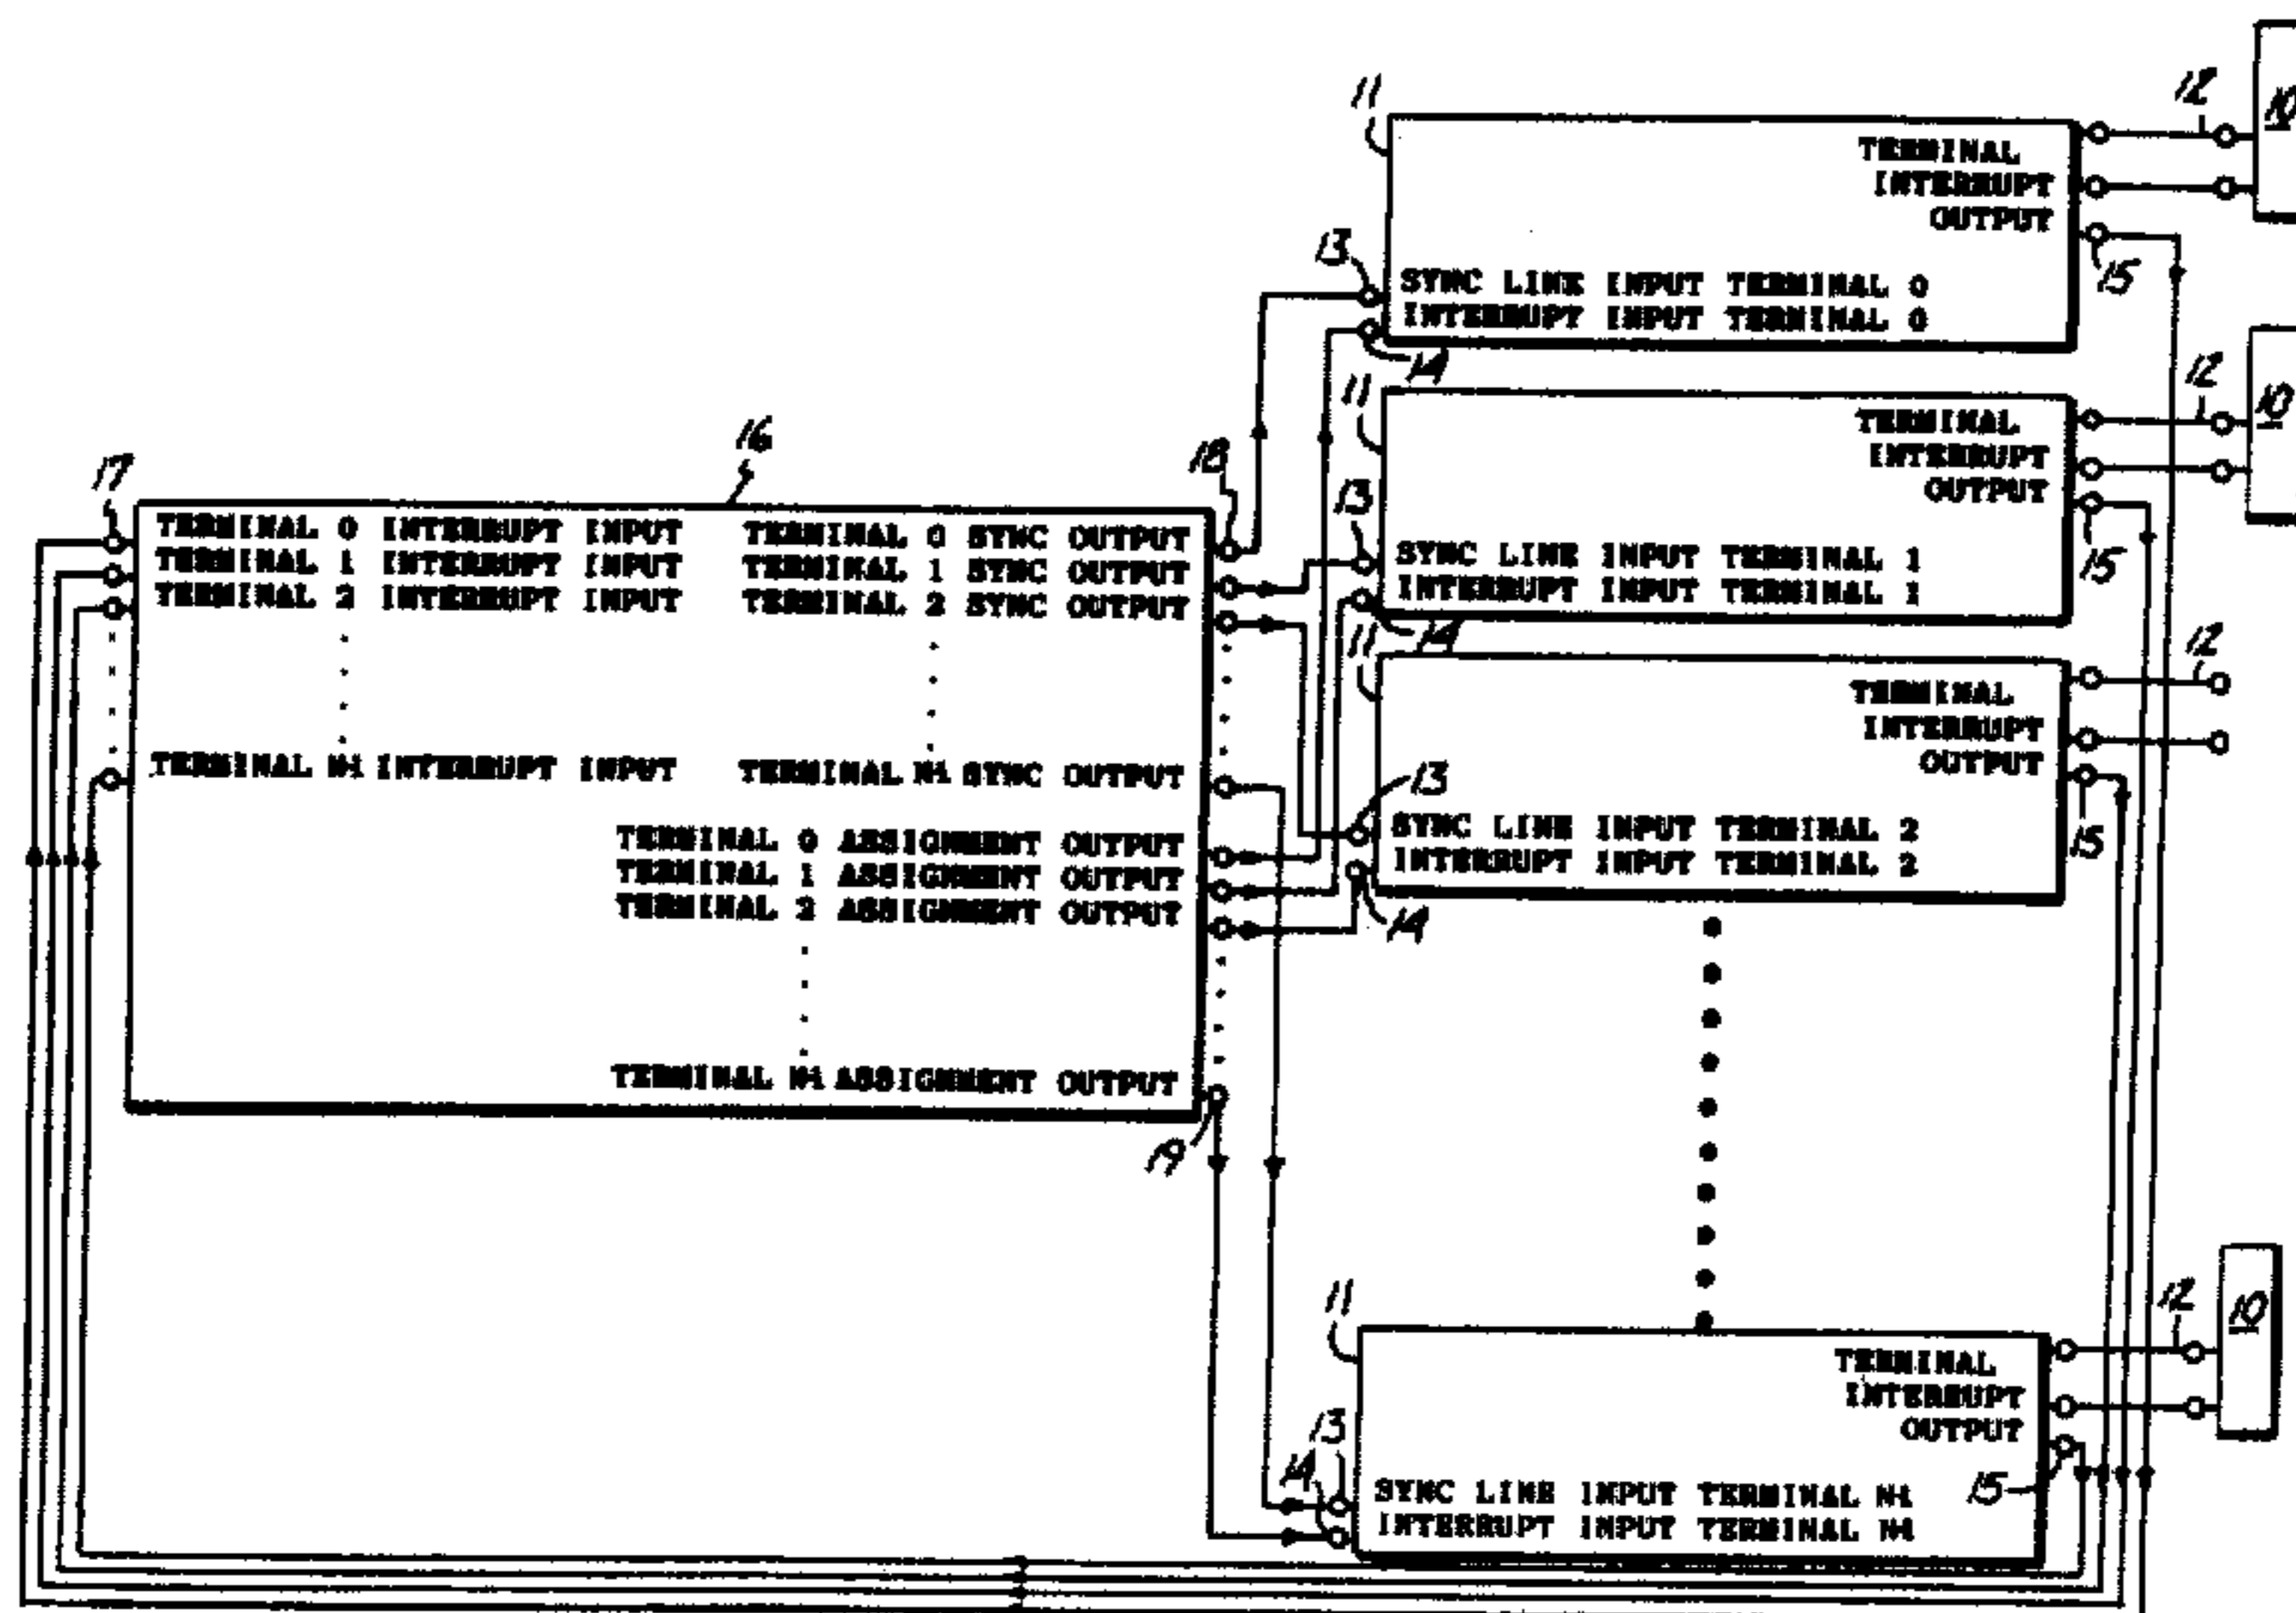 11
12
10
TERMINAL
INTERRUPT
OUTPUT
13
15
SYNC LINE INPUT TERMINAL 0
INTERRUPT INPUT TERMINAL 0
14
11
12
10
TERMINAL
INTERRUPT
OUTPUT
13
15
SYNC LINE INPUT TERMINAL 1
INTERRUPT INPUT TERMINAL 1
14
11
12
TERMINAL
INTERRUPT
OUTPUT
13
15
SYNC LINE INPUT TERMINAL 2
INTERRUPT INPUT TERMINAL 2
14
16
17
18
TERMINAL 0 INTERRUPT INPUT TERMINAL 0 SYNC OUTPUT
TERMINAL 1 INTERRUPT INPUT TERMINAL 1 SYNC OUTPUT
TERMINAL 2 INTERRUPT INPUT TERMINAL 2 SYNC OUTPUT
TERMINAL N-1 INTERRUPT INPUT TERMINAL N-1 SYNC OUTPUT
TERMINAL 0 ASSIGNMENT OUTPUT
TERMINAL 1 ASSIGNMENT OUTPUT
TERMINAL 2 ASSIGNMENT OUTPUT
TERMINAL N-1 ASSIGNMENT OUTPUT
19
11
12
10
TERMINAL
INTERRUPT
OUTPUT
13
14
15
SYNC LINE INPUT TERMINAL N-1
INTERRUPT INPUT TERMINAL N-1